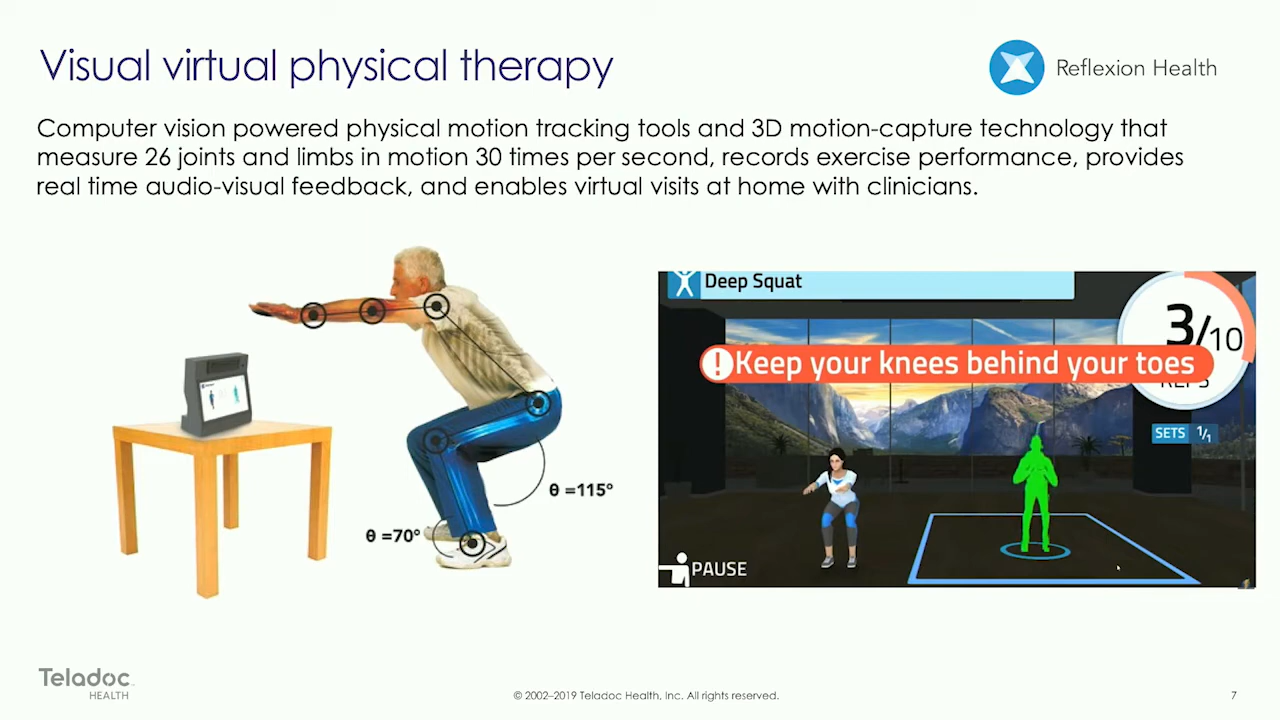 Visual virtual physical therapy
Reflexion Health
Computer vision powered physical motion tracking tools and 3D motion-capture technology that
measure 26 joints and limbs in motion 30 times per second, records exercise performance, provides
real time audio-visual feedback, and enables virtual visits at home with clinicians.
Deep Squat
3/10
REPS
Keep your knees behind your toes
SETS 1/1
θ =115°
θ =70°
PAUSE
Teladoc
HEALTH
© 2002–2019 Teladoc Health, Inc. All rights reserved.
7